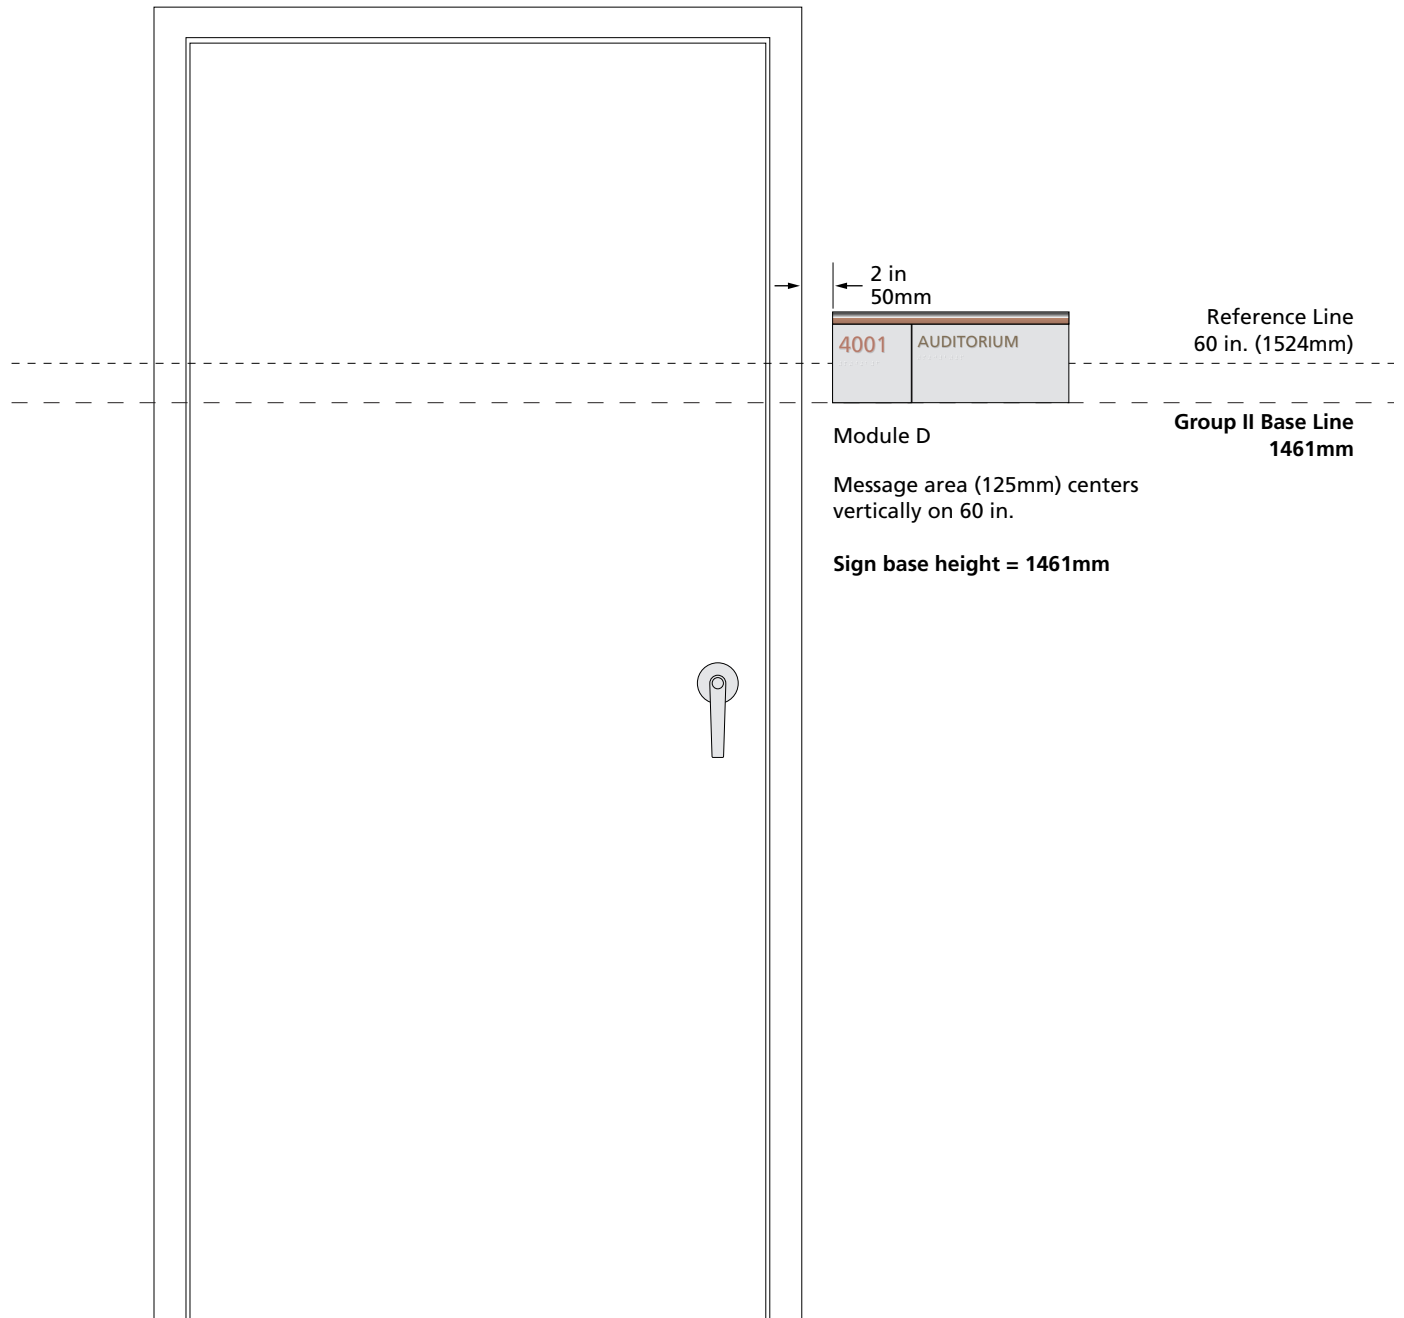 2 in
50mm
Reference Line
60 in. (1524mm)
4001
AUDITORIUM
Group II Base Line
1461mm
Module D
Message area (125mm) centers
vertically on 60 in.
Sign base height = 1461mm